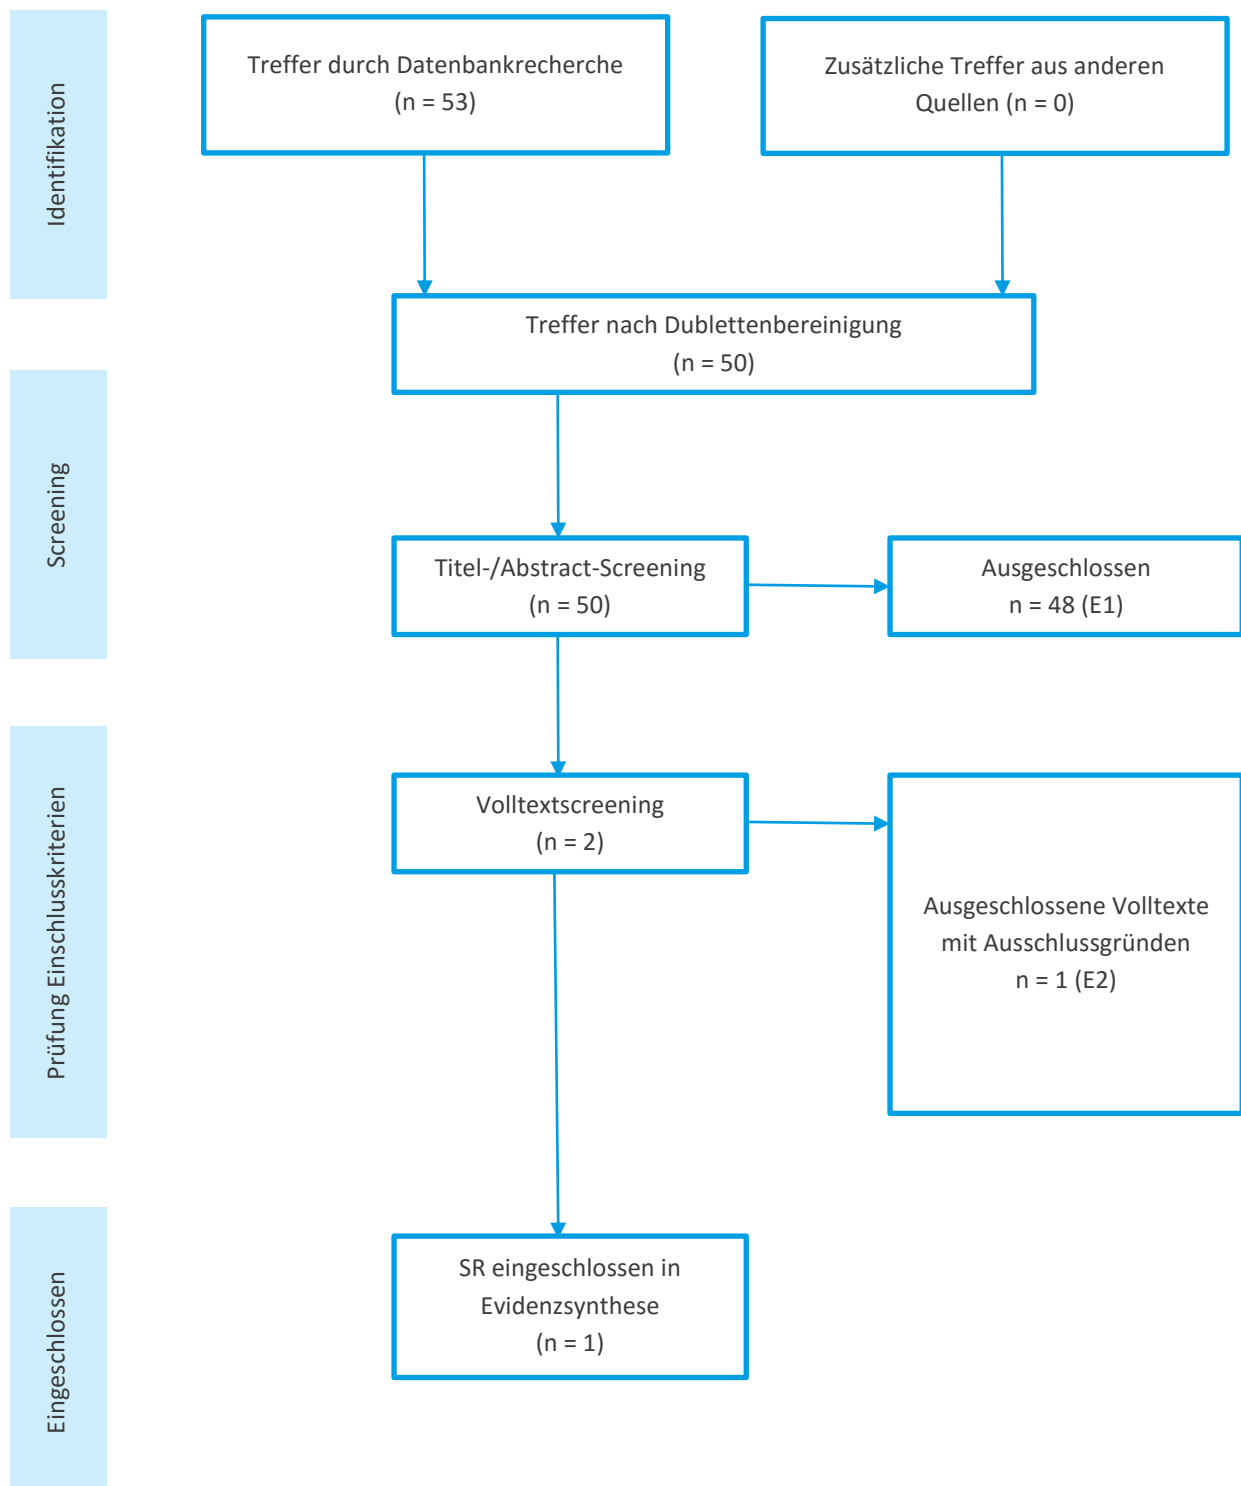 Identifikation
Treffer durch Datenbankrecherche
(n = 53)
Zusätzliche Treffer aus anderen
Quellen (n = 0)
Treffer nach Dublettenbereinigung
(n = 50)
Screening
Titel-/Abstract-Screening
(n = 50)
Ausgeschlossen
n = 48 (E1)
Prüfung Einschlusskriterien
Volltextscreening
(n = 2)
Ausgeschlossene Volltexte
mit Ausschlussgründen
n = 1 (E2)
Eingeschlossen
SR eingeschlossen in
Evidenzsynthese
(n = 1)